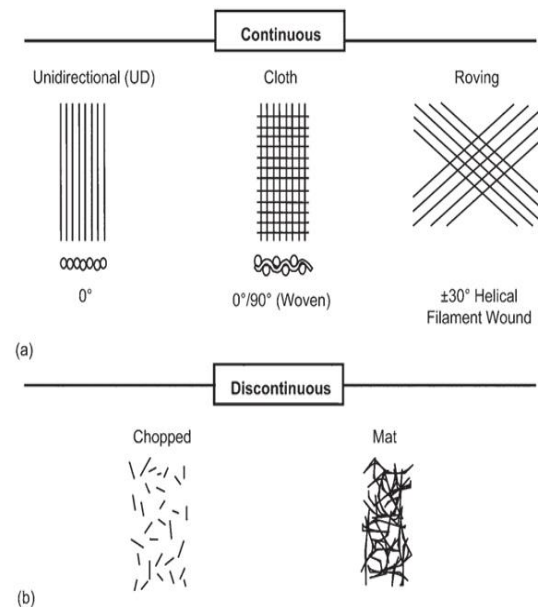 Continuous
Unidirectional (UD)
Cloth
Roving
0°
0°/90° (Woven)
±30° Helical
Filament Wound
(a)
Discontinuous
Chopped
Mat
(b)